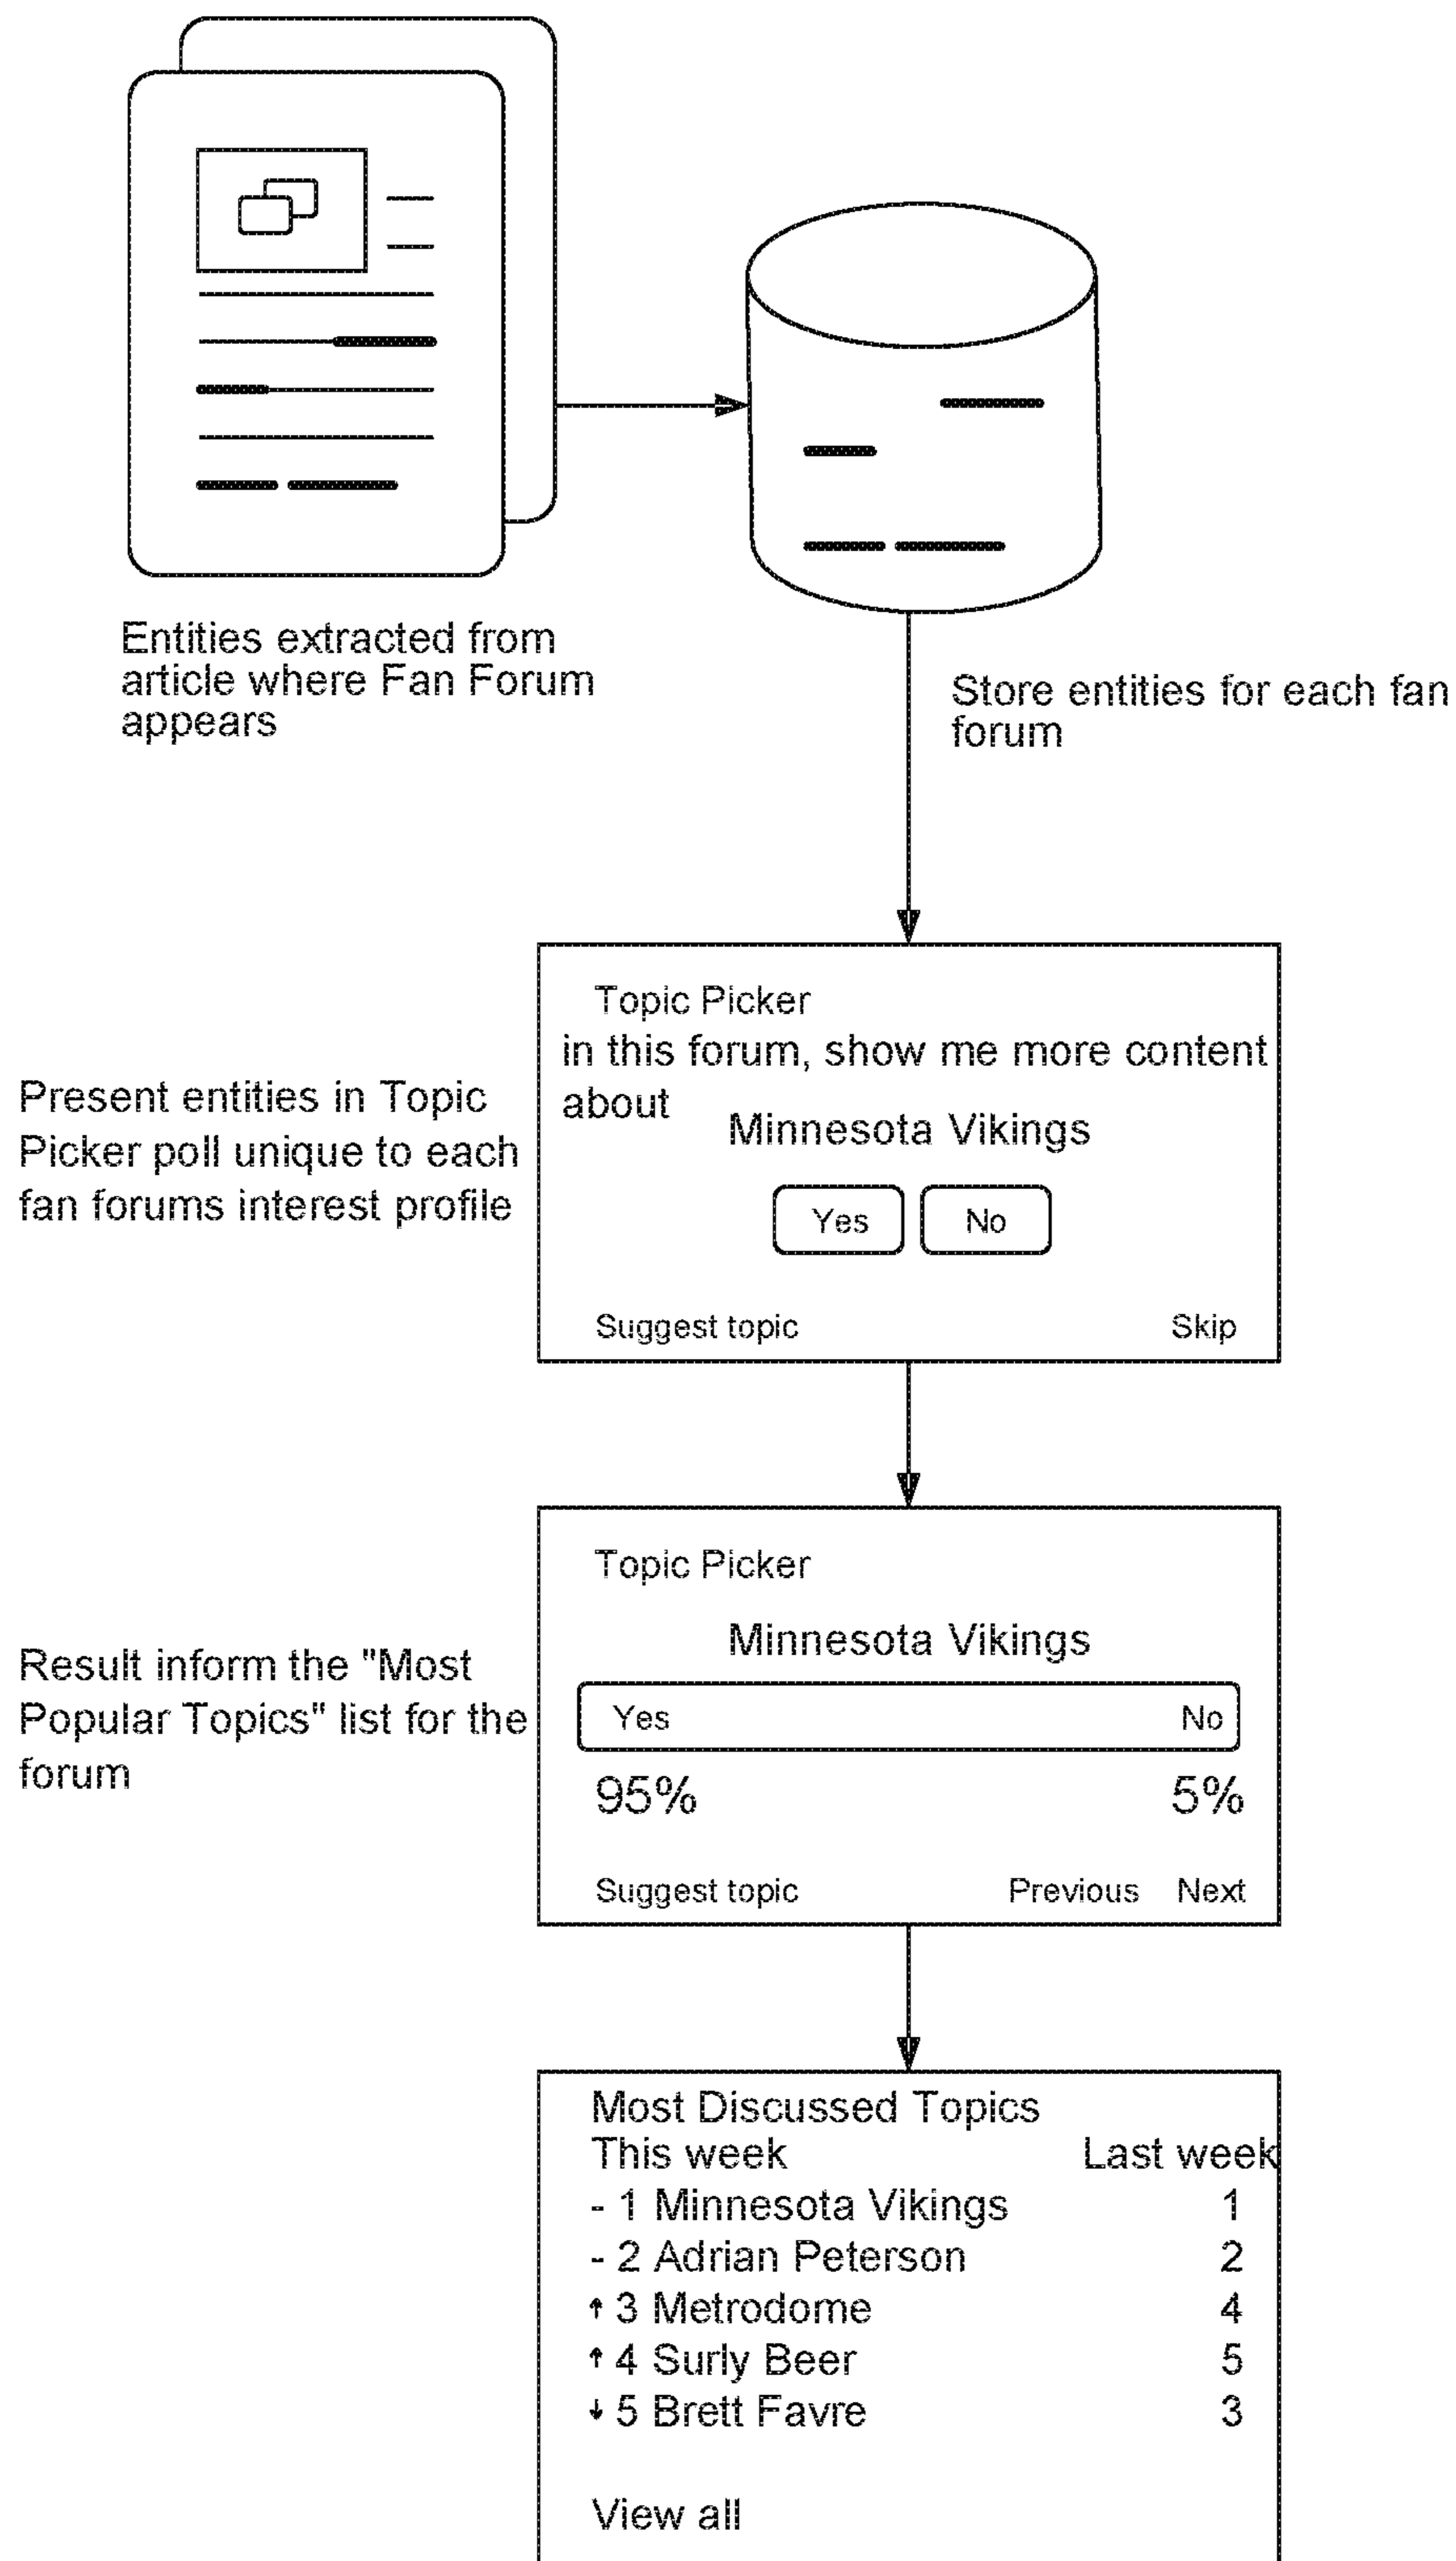 Entities extracted from
article where Fan Forum
appears
Store entities for each fan
forum
Present entities in Topic
Picker poll unique to each
fan forums interest profile
Topic Picker
in this forum, show me more content
about
Minnesota Vikings
Yes No
Suggest topic Skip
Result inform the "Most
Popular Topics" list for the
forum
Topic Picker
Minnesota Vikings
Yes No
95% 5%
Suggest topic Previous Next
Most Discussed Topics
This week Last week
- 1 Minnesota Vikings 1
- 2 Adrian Peterson 2
↑ 3 Metrodome 4
↑ 4 Surly Beer 5
↓ 5 Brett Favre 3
View all